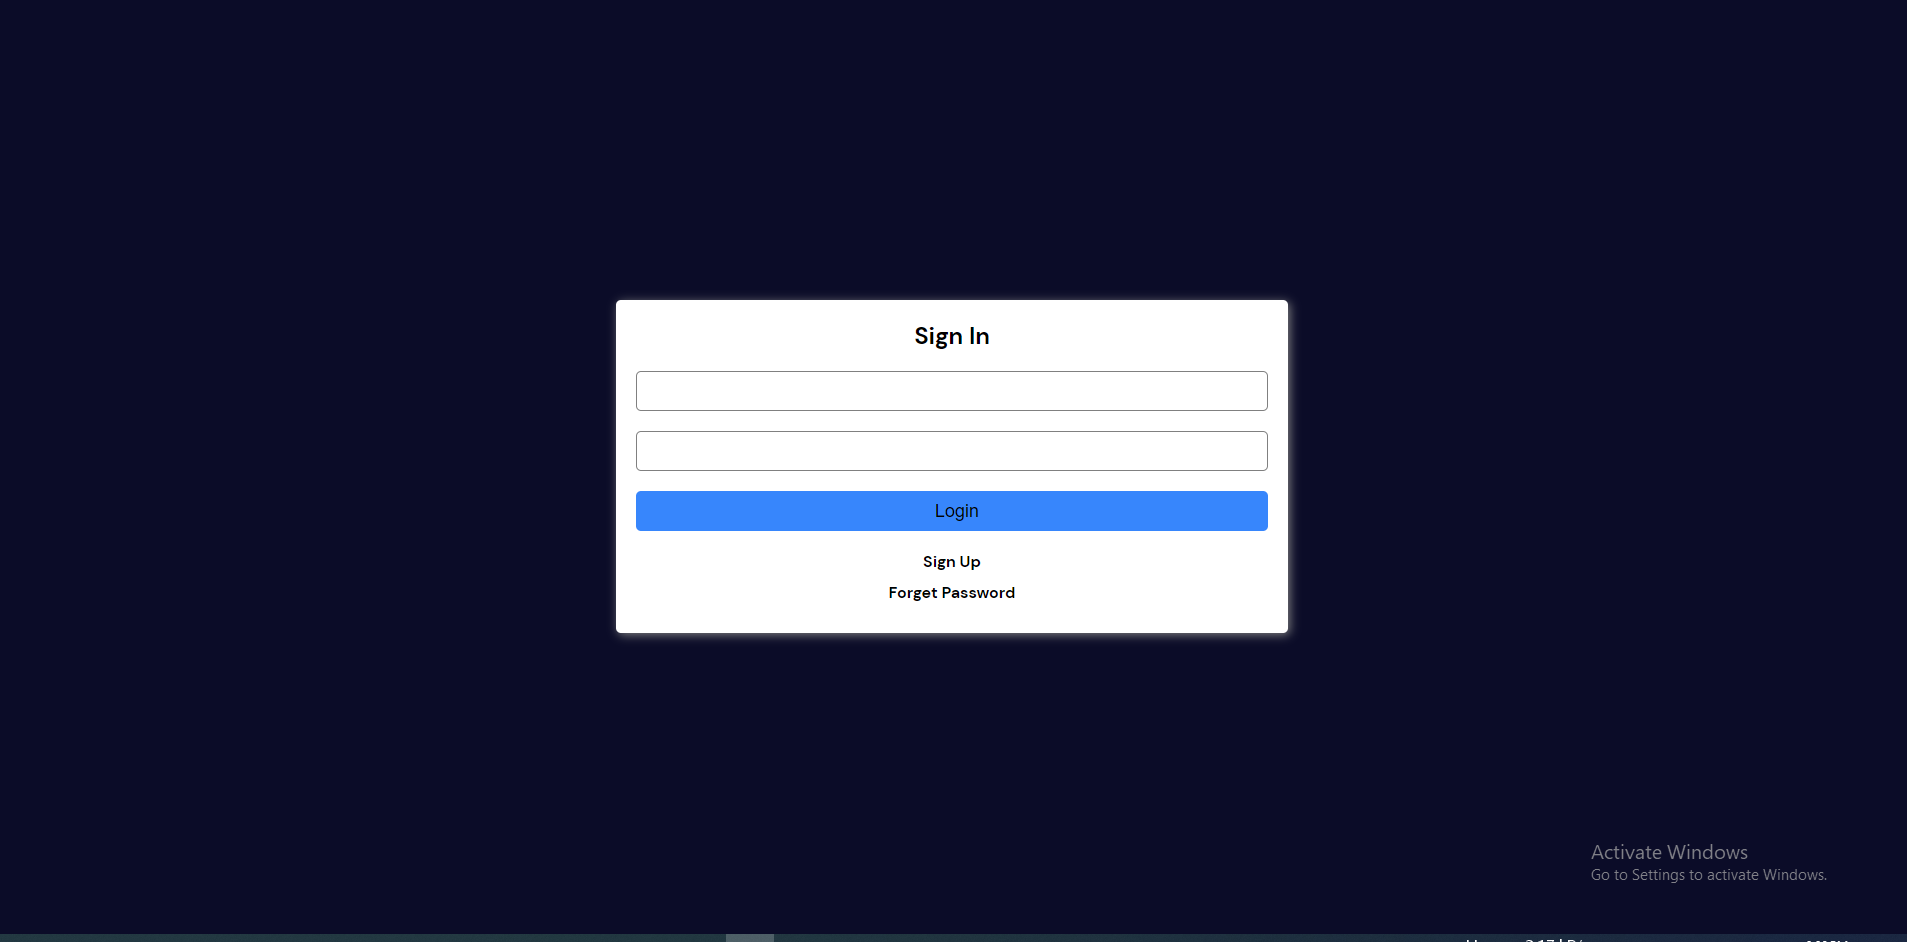 Sign In
Login
Sign Up
Forget Password
Activate Windows
Go to Settings to activate Windows.